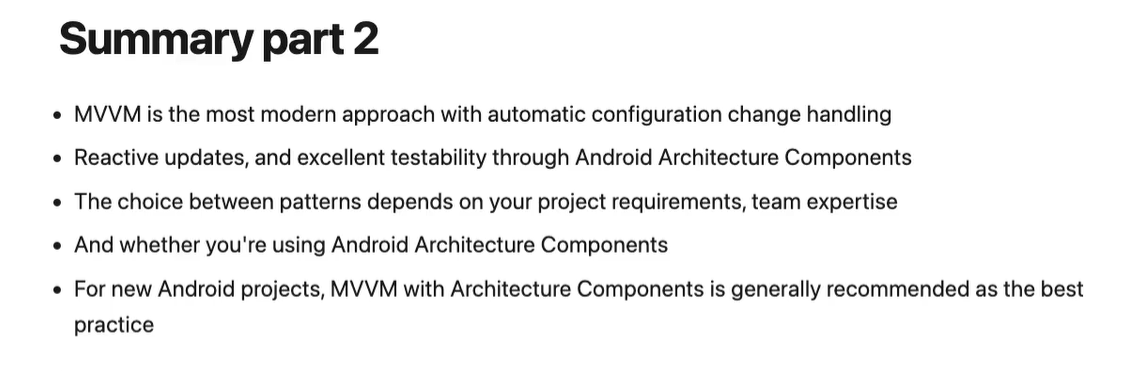 Summary part 2
• MVVM is the most modern approach with automatic configuration change handling
• Reactive updates, and excellent testability through Android Architecture Components
• The choice between patterns depends on your project requirements, team expertise
• And whether you're using Android Architecture Components
• For new Android projects, MVVM with Architecture Components is generally recommended as the best
practice